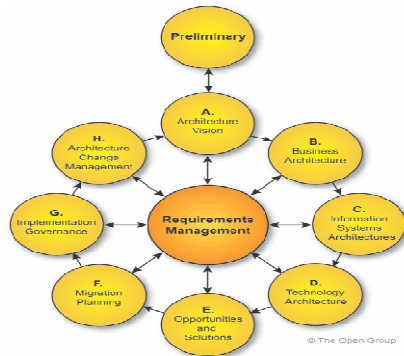 Preliminary
A.
Architecture
Vision
H.
Architecture
Change
Management
B.
Business
Architecture
G.
Implementation
Governance
Requirements
Management
C.
Information
Systems
Architectures
F.
Migration
Planning
D.
Technology
Architecture
E.
Opportunities
and
Solutions
© The Open Group